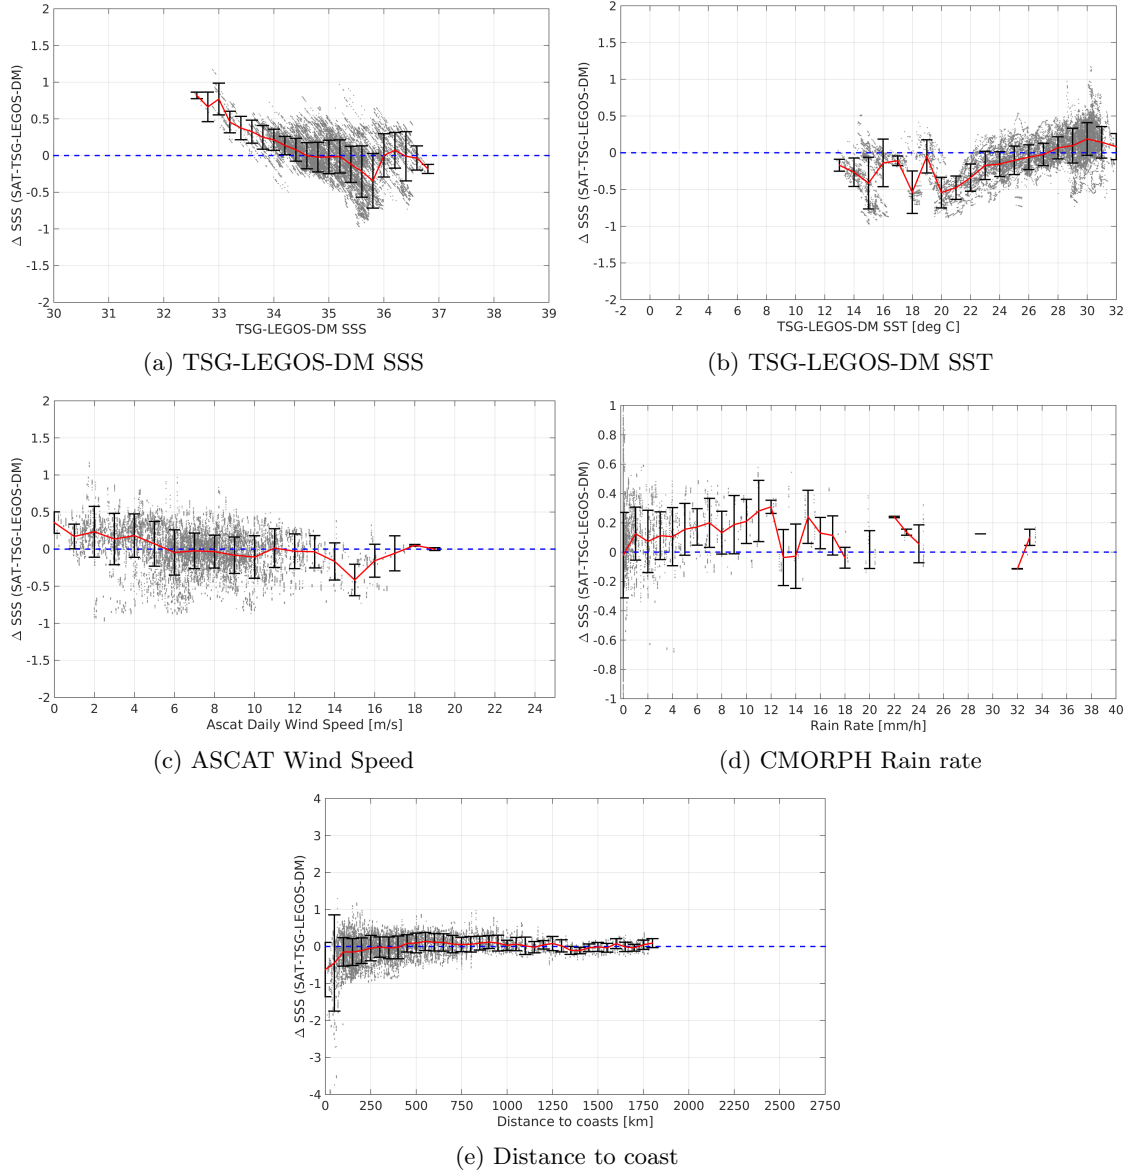 2
1.5
1
0.5
0
-0.5
-1
-1.5
-2
Δ SSS (SAT-TSG-LEGOS-DM)
30 31 32 33 34 35 36 37 38 39
TSG-LEGOS-DM SSS
(a) TSG-LEGOS-DM SSS
2
1.5
1
0.5
0
-0.5
-1
-1.5
-2
Δ SSS (SAT-TSG-LEGOS-DM)
-2 0 2 4 6 8 10 12 14 16 18 20 22 24 26 28 30 32
TSG-LEGOS-DM SST [deg C]
(b) TSG-LEGOS-DM SST
2
1.5
1
0.5
0
-0.5
-1
-1.5
-2
Δ SSS (SAT-TSG-LEGOS-DM)
0 2 4 6 8 10 12 14 16 18 20 22 24
Ascat Daily Wind Speed [m/s]
(c) ASCAT Wind Speed
1
0.8
0.6
0.4
0.2
0
-0.2
-0.4
-0.6
-0.8
-1
Δ SSS (SAT-TSG-LEGOS-DM)
0 2 4 6 8 10 12 14 16 18 20 22 24 26 28 30 32 34 36 38 40
Rain Rate [mm/h]
(d) CMORPH Rain rate
4
3
2
1
0
-1
-2
-3
-4
Δ SSS (SAT-TSG-LEGOS-DM)
0 250 500 750 1000 1250 1500 1750 2000 2250 2500 2750
Distance to coasts [km]
(e) Distance to coast